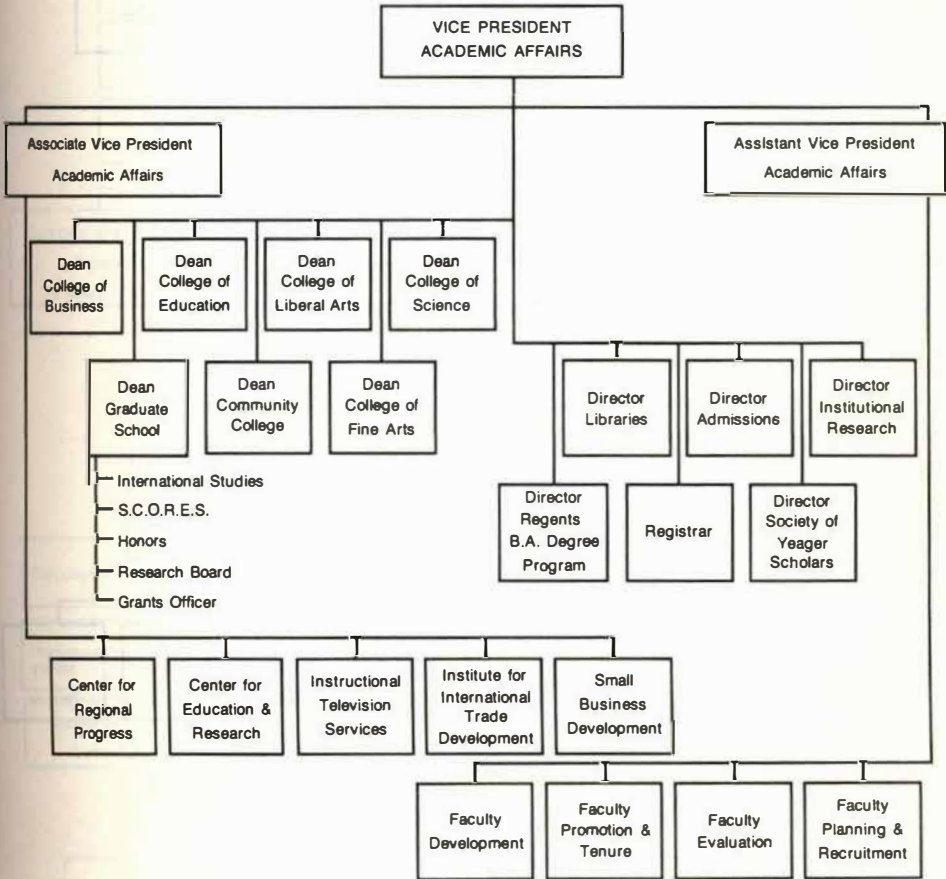 VICE PRESIDENT
ACADEMIC AFFAIRS
Associate Vice President
Academic Affairs
Assistant Vice President
Academic Affairs
Dean
College of
Business
Dean
College of
Education
Dean
College of
Liberal Arts
Dean
College of
Science
Dean
Graduate
School
Dean
Community
College
Dean
College of
Fine Arts
International Studies
S.C.O.R.E.S.
Honors
Research Board
Grants Officer
Director
Libraries
Director
Admissions
Director
Institutional
Research
Director
Regents
B.A. Degree
Program
Registrar
Director
Society of
Yeager
Scholars
Center for
Regional
Progress
Center for
Education &
Research
Instructional
Television
Services
Institute for
International
Trade
Development
Small
Business
Development
Faculty
Development
Faculty
Promotion &
Tenure
Faculty
Evaluation
Faculty
Planning &
Recruitment